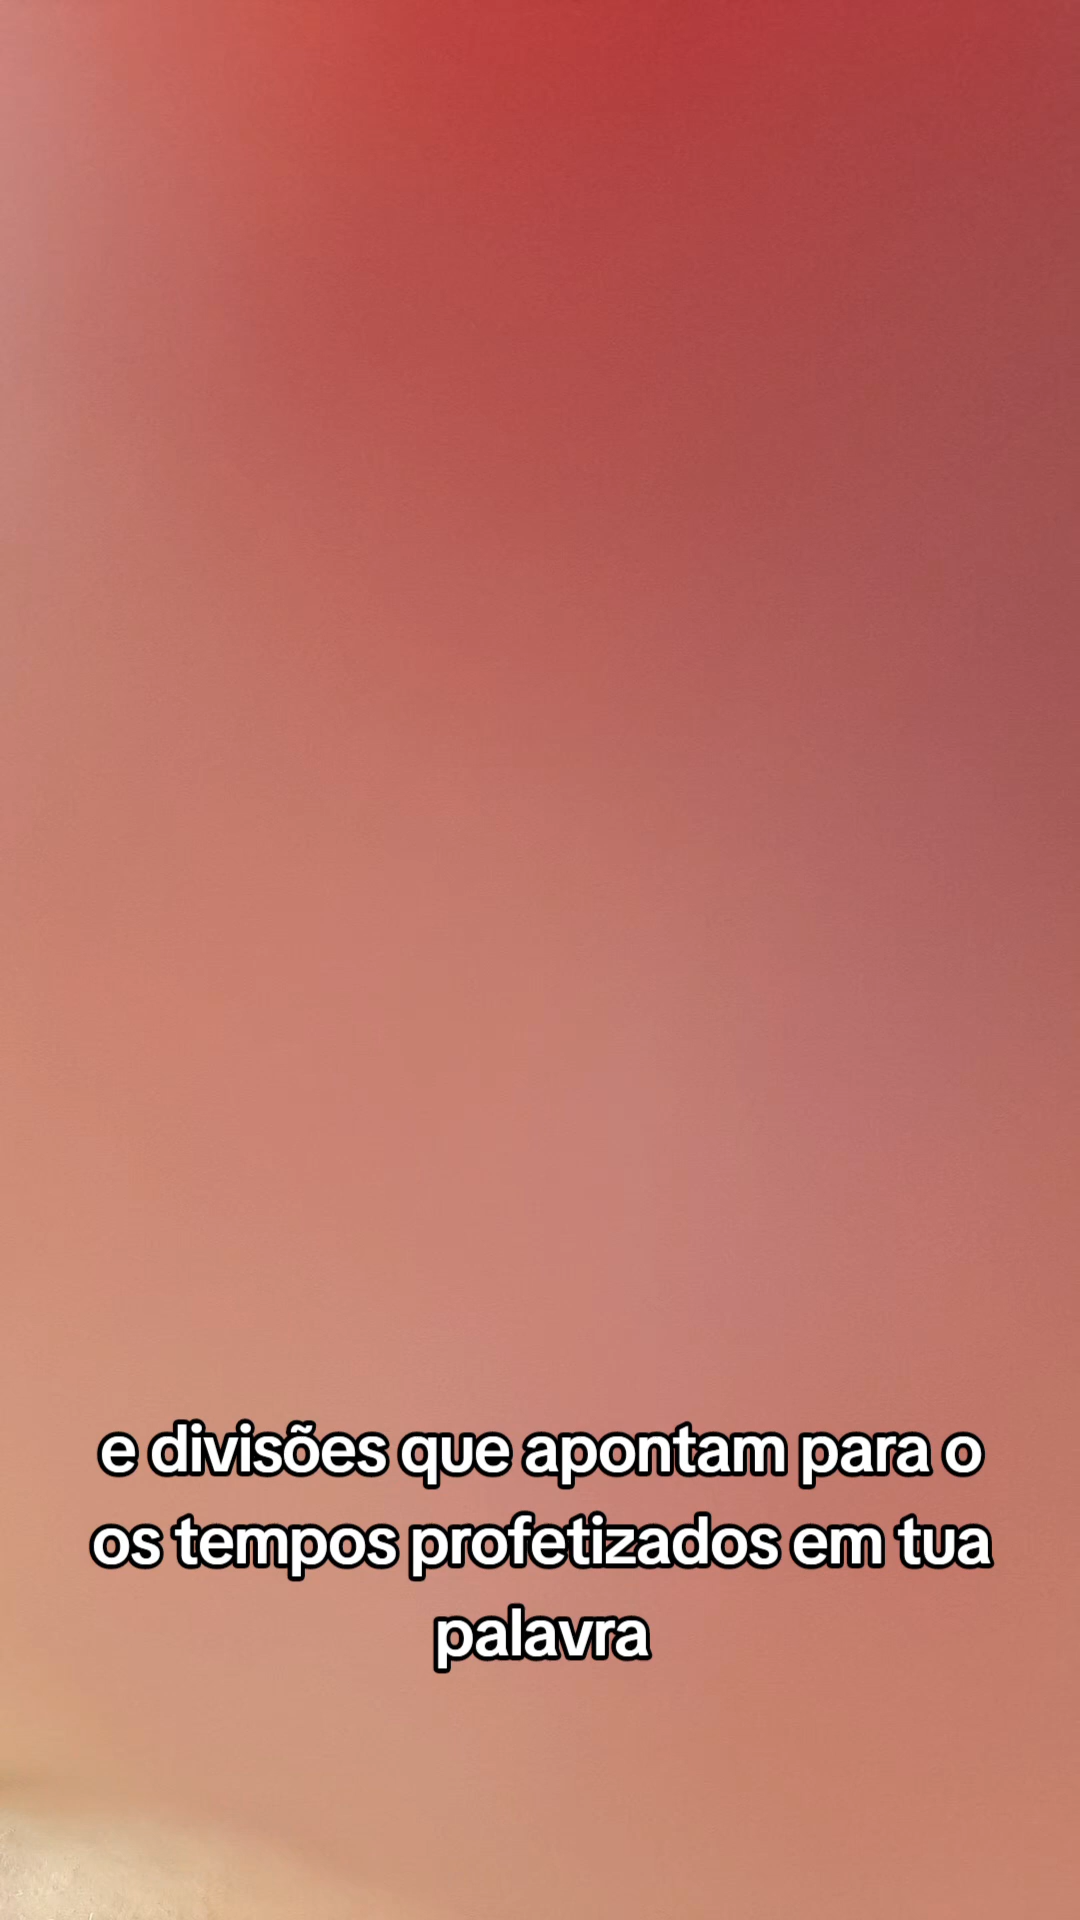 e divisões que apontam para o
os tempos profetizados em tua
palavra